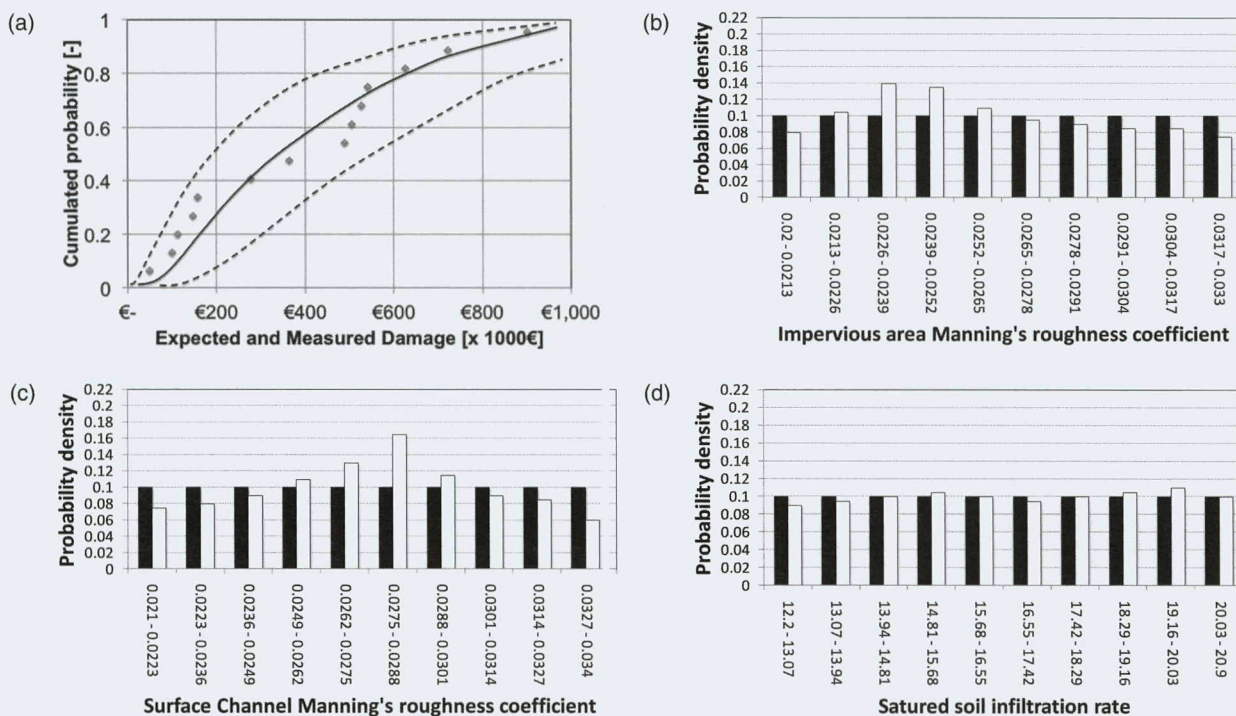 (a)
Cumulated probability [-]
1
0.8
0.6
0.4
0.2
0
€- €200 €400 €600 €800 €1,000
Expected and Measured Damage [x 1000€]
(b)
Probability density
0.22
0.2
0.18
0.16
0.14
0.12
0.1
0.08
0.06
0.04
0.02
0
0.02 - 0.0213
0.0213 - 0.0226
0.0226 - 0.0239
0.0239 - 0.0252
0.0252 - 0.0265
0.0265 - 0.0278
0.0278 - 0.0291
0.0291 - 0.0304
0.0304 - 0.0317
0.0317 - 0.033
Impervious area Manning's roughness coefficient
(c)
Probability density
0.22
0.2
0.18
0.16
0.14
0.12
0.10
0.08
0.06
0.04
0.02
0
0.0211 - 0.0223
0.0223 - 0.0236
0.0236 - 0.0249
0.0249 - 0.0262
0.0262 - 0.0275
0.0275 - 0.0288
0.0288 - 0.0301
0.0301 - 0.0314
0.0314 - 0.0327
0.0327 - 0.034
Surface Channel Manning's roughness coefficient
(d)
Probability density
0.22
0.2
0.18
0.16
0.14
0.12
0.1
0.08
0.06
0.04
0.02
0
12.2 - 13.07
13.07 - 13.94
13.94 - 14.81
14.81 - 15.68
15.68 - 16.55
16.55 - 17.42
17.42 - 18.29
18.29 - 19.16
19.16 - 20.03
20.03 - 20.9
Satured soil infiltration rate